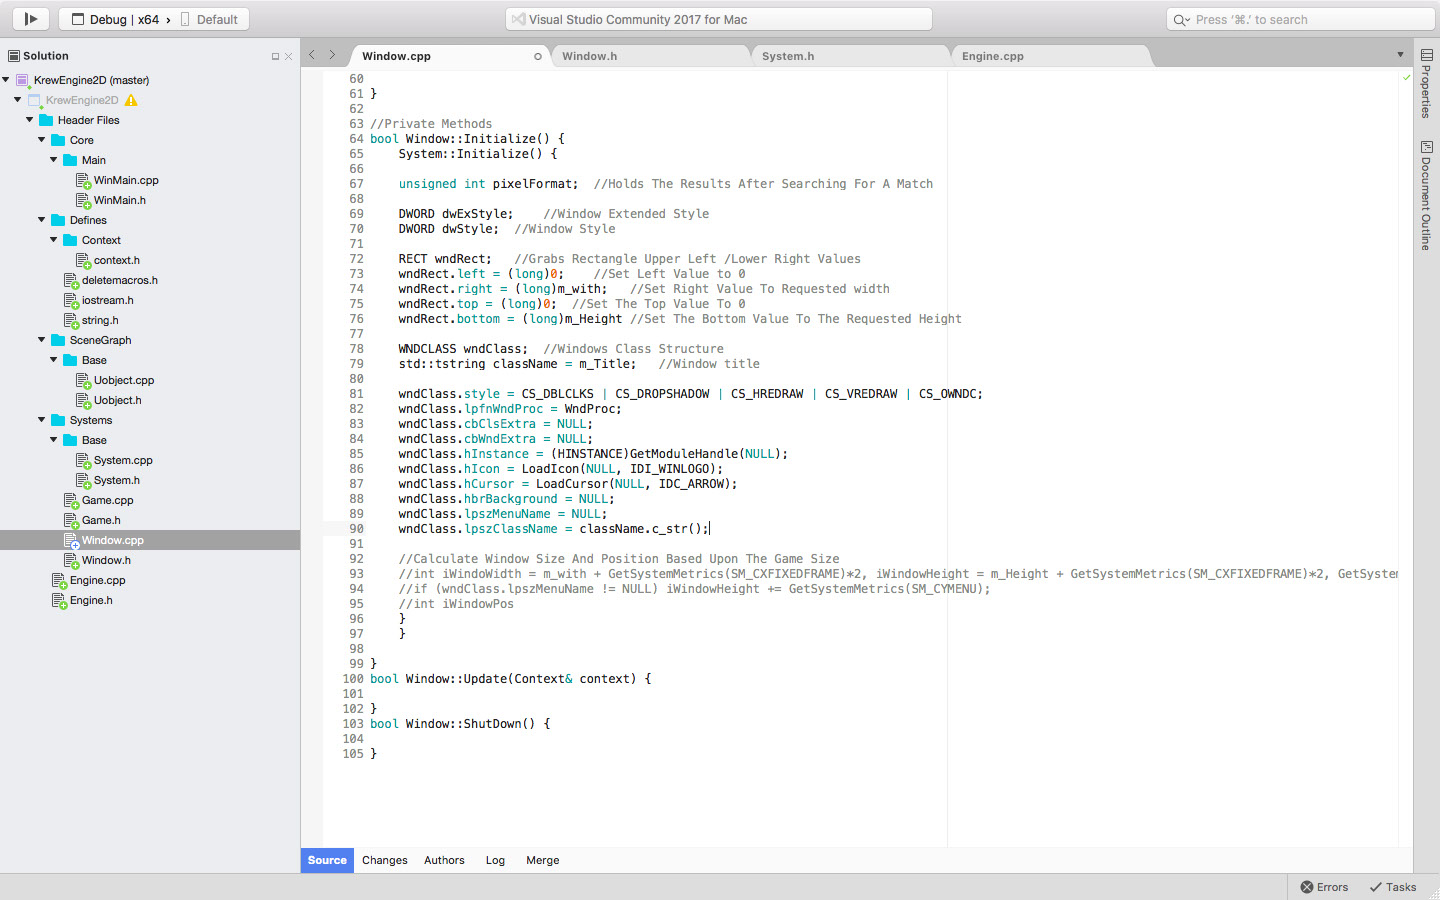 Debug | x64 › Default
Visual Studio Community 2017 for Mac
Press ‘⌘.’ to search
Solution
KrewEngine2D (master)
KrewEngine2D
Header Files
Core
Main
WinMain.cpp
WinMain.h
Defines
Context
context.h
deletemacros.h
iostream.h
string.h
SceneGraph
Base
Uobject.cpp
Uobject.h
Systems
Base
System.cpp
System.h
Game.cpp
Game.h
Window.cpp
Window.h
Engine.cpp
Engine.h
Window.cpp
Window.h
System.h
Engine.cpp
60
61 }
62
63 //Private Methods
64 bool Window::Initialize() {
65 System::Initialize() {
66
67 unsigned int pixelFormat; //Holds The Results After Searching For A Match
68
69 DWORD dwExStyle; //Window Extended Style
70 DWORD dwStyle; //Window Style
71
72 RECT wndRect; //Grabs Rectangle Upper Left /Lower Right Values
73 wndRect.left = (long)0; //Set Left Value to 0
74 wndRect.right = (long)m_with; //Set Right Value To Requested width
75 wndRect.top = (long)0; //Set The Top Value To 0
76 wndRect.bottom = (long)m_Height //Set The Bottom Value To The Requested Height
77
78 WNDCLASS wndClass; //Windows Class Structure
79 std::tstring className = m_Title; //Window title
80
81 wndClass.style = CS_DBLCLKS | CS_DROPSHADOW | CS_HREDRAW | CS_VREDRAW | CS_OWNDC;
82 wndClass.lpfnWndProc = WndProc;
83 wndClass.cbClsExtra = NULL;
84 wndClass.cbWndExtra = NULL;
85 wndClass.hInstance = (HINSTANCE)GetModuleHandle(NULL);
86 wndClass.hIcon = LoadIcon(NULL, IDI_WINLOGO);
87 wndClass.hCursor = LoadCursor(NULL, IDC_ARROW);
88 wndClass.hbrBackground = NULL;
89 wndClass.lpszMenuName = NULL;
90 wndClass.lpszClassName = className.c_str();
91
92 //Calculate Window Size And Position Based Upon The Game Size
93 //int iWindoWidth = m_with + GetSystemMetrics(SM_CXFIXEDFRAME)*2, iWindowHeight = m_Height + GetSystemMetrics(SM_CXFIXEDFRAME)*2, GetSystem
94 //if (wndClass.lpszMenuName != NULL) iWindowHeight += GetSystemMetrics(SM_CYMENU);
95 //int iWindowPos
96 }
97 }
98
99 }
100 bool Window::Update(Context& context) {
101
102 }
103 bool Window::ShutDown() {
104
105 }
Properties
Document Outline
Source
Changes
Authors
Log
Merge
Errors
Tasks